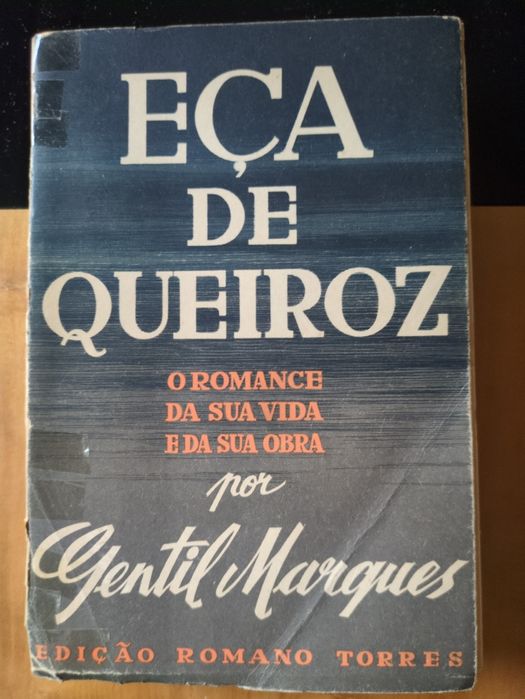 EÇA
DE
QUEIROZ
O ROMANCE
DA SUA VIDA
E DA SUA OBRA
por
Gentil Marques
EDIÇÃO ROMANO TORRES